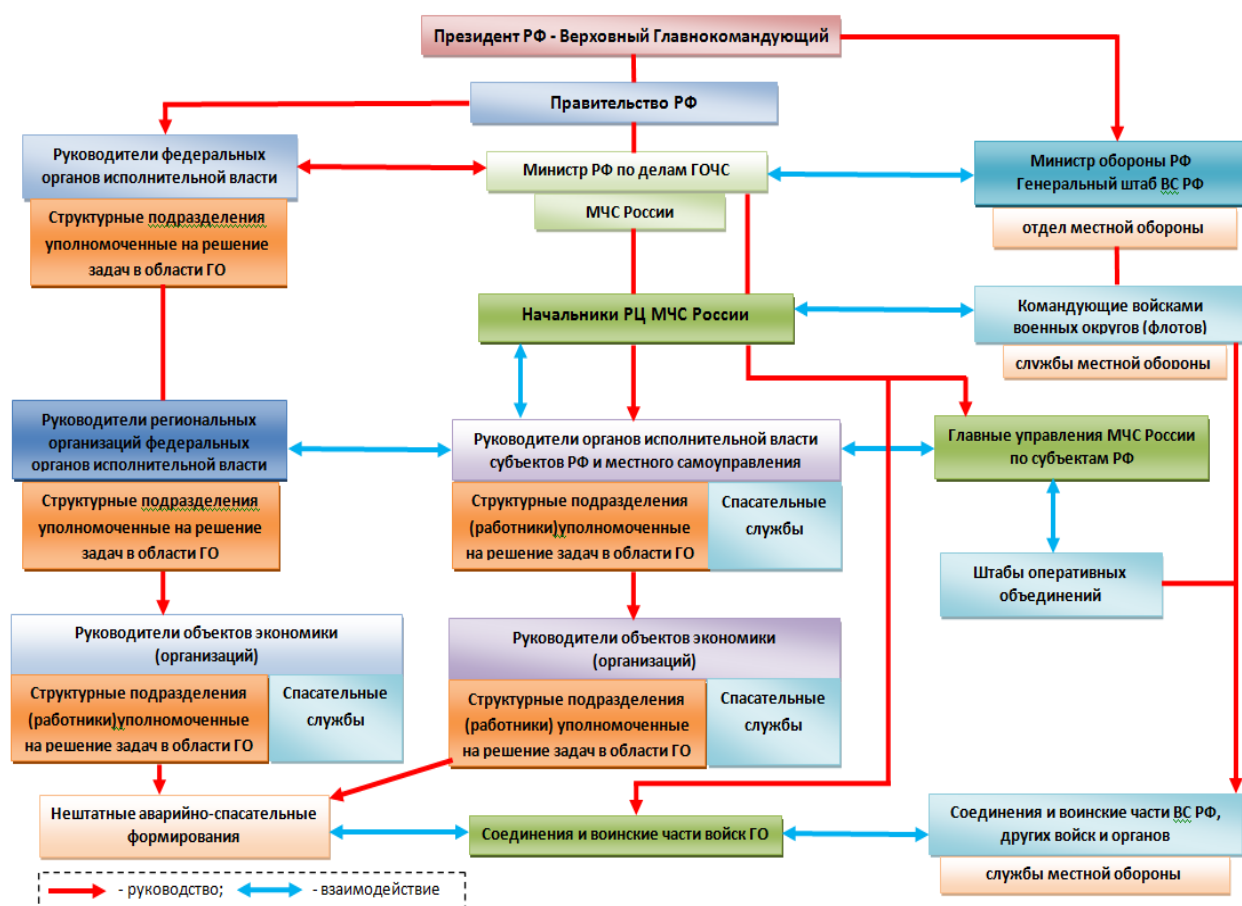 Президент РФ - Верховный Главнокомандующий
Правительство РФ
Руководители федеральных
органов исполнительной власти
Структурные подразделения
уполномоченные на решение
задач в области ГО
Министр РФ по делам ГОЧС
МЧС России
Министр обороны РФ
Генеральный штаб ВС РФ
отдел местной обороны
Начальники РЦ МЧС России
Командующие войсками
военных округов (флотов)
службы местной обороны
Руководители региональных
организаций федеральных
органов исполнительной власти
Структурные подразделения
уполномоченные на решение
задач в области ГО
Руководители органов исполнительной власти
субъектов РФ и местного самоуправления
Структурные подразделения
(работники)уполномоченные
на решение задач в области ГО
Спасательные
службы
Главные управления МЧС России
по субъектам РФ
Штабы оперативных
объединений
Руководители объектов экономики
(организаций)
Структурные подразделения
(работники)уполномоченные
на решение задач в области ГО
Спасательные
службы
Руководители объектов экономики
(организаций)
Структурные подразделения
(работники) уполномоченные
на решение задач в области ГО
Спасательные
службы
Нештатные аварийно-спасательные
формирования
Соединения и воинские части войск ГО
Соединения и воинские части ВС РФ,
других войск и органов
службы местной обороны
- руководство;
- взаимодействие